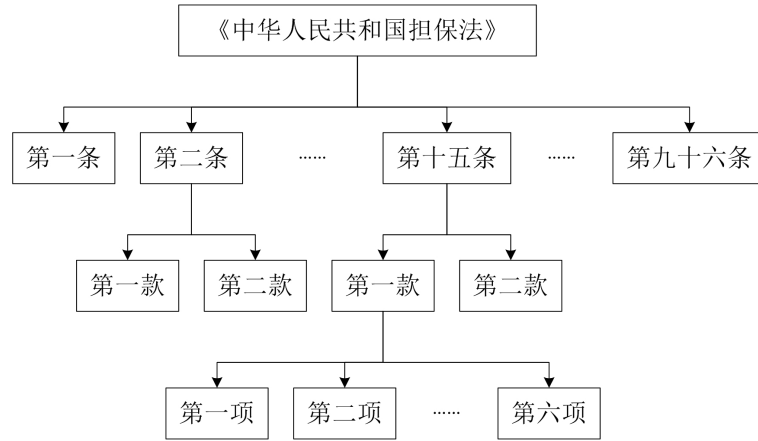 《中华人民共和国担保法》
第一条
第二条
……
第十五条
……
第九十六条
第一款
第二款
第一款
第二款
第一项
第二项
……
第六项